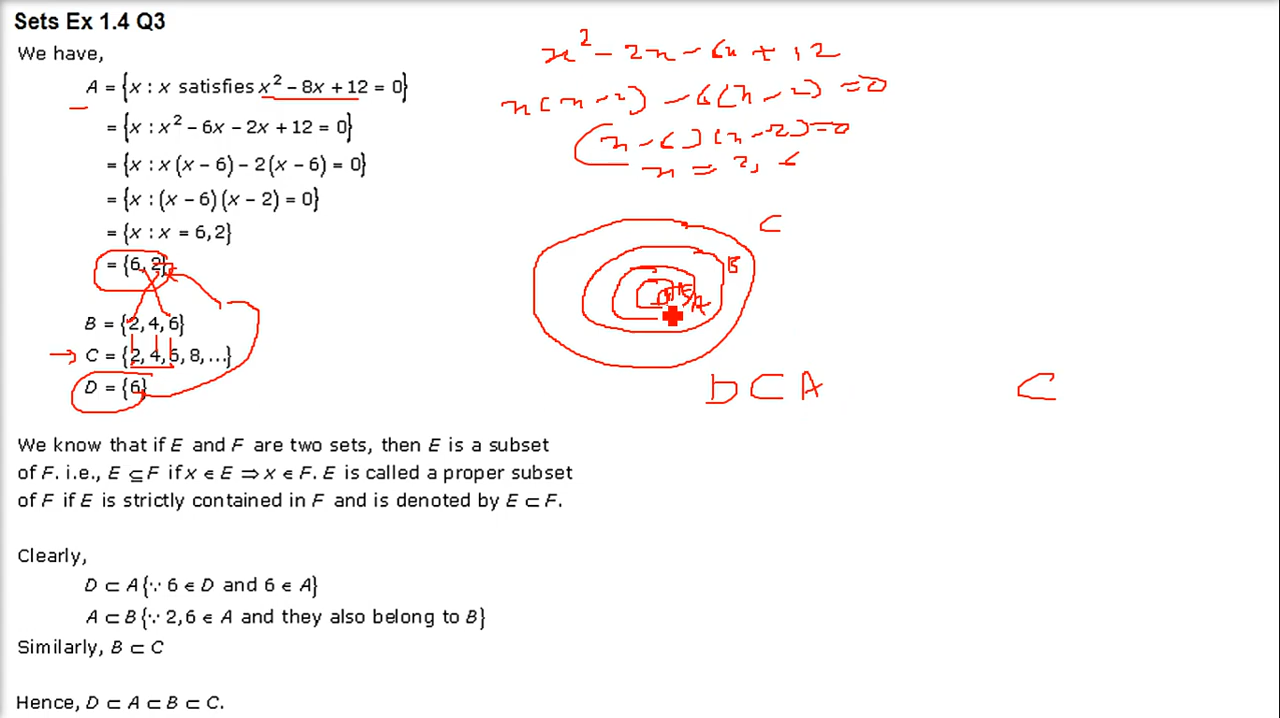 Sets Ex 1.4 Q3
We have,
A = {x : x satisfies x² – 8x + 12 = 0}
= {x : x² – 6x – 2x + 12 = 0}
= {x : x (x – 6) – 2 (x – 6) = 0}
= {x : (x – 6) (x – 2) = 0}
= {x : x = 6, 2}
= {6, 2}
B = {2, 4, 6}
C = {2, 4, 6, 8, ...}
D = {6}
x² – 2x – 6x + 12
x(x – 2) – 6(x – 2) = 0
(x – 6)(x – 2) = 0
x = 2, 6
C
B
A
D ⊂ A
⊂
We know that if E and F are two sets, then E is a subset
of F. i.e., E ⊆ F if x ∈ E ⇒ x ∈ F. E is called a proper subset
of F if E is strictly contained in F and is denoted by E ⊂ F.
Clearly,
D ⊂ A {∵ 6 ∈ D and 6 ∈ A}
A ⊂ B {∵ 2, 6 ∈ A and they also belong to B}
Similarly, B ⊂ C
Hence, D ⊂ A ⊂ B ⊂ C.